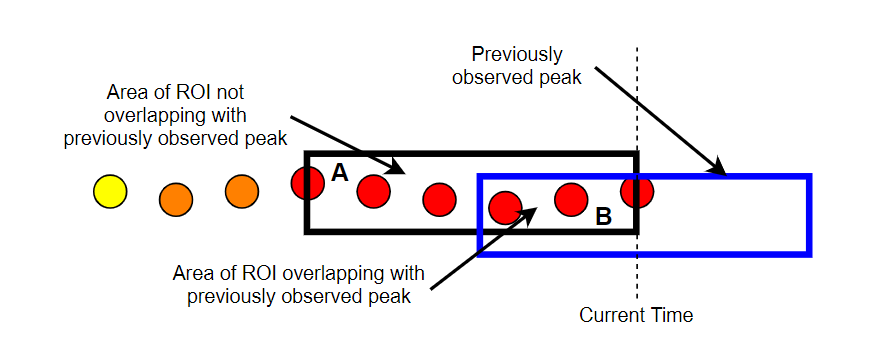 Previously
observed peak
Area of ROI not
overlapping with
previously observed peak
A
B
Area of ROI overlapping with
previously observed peak
Current Time